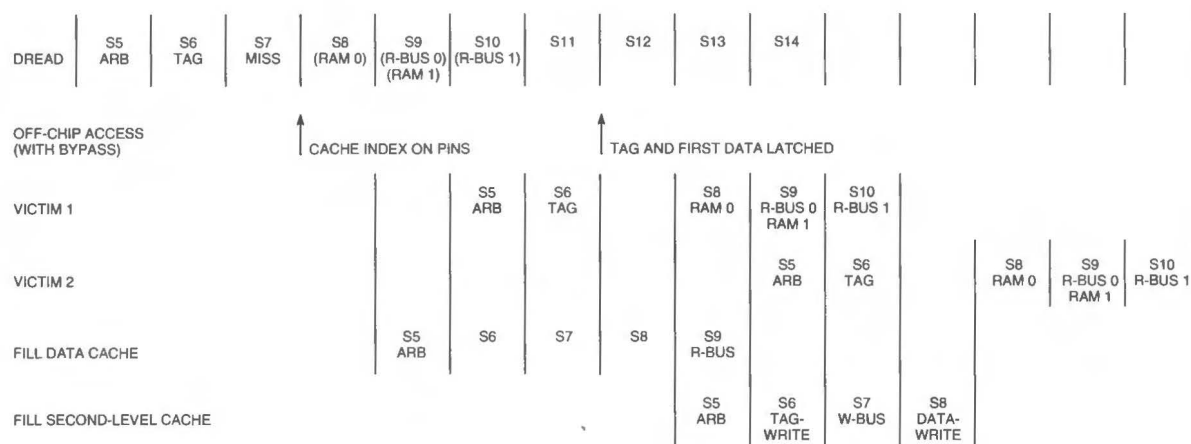 DREAD
S5 ARB
S6 TAG
S7 MISS
S8 (RAM 0)
S9 (R-BUS 0) (RAM 1)
S10 (R-BUS 1)
S11
S12
S13
S14
OFF-CHIP ACCESS
(WITH BYPASS)
CACHE INDEX ON PINS
TAG AND FIRST DATA LATCHED
VICTIM 1
S5 ARB
S6 TAG
S8 RAM 0
S9 R-BUS 0 RAM 1
S10 R-BUS 1
VICTIM 2
S5 ARB
S6 TAG
S8 RAM 0
S9 R-BUS 0 RAM 1
S10 R-BUS 1
FILL DATA CACHE
S5 ARB
S6
S7
S8
S9 R-BUS
FILL SECOND-LEVEL CACHE
S5 ARB
S6 TAG-WRITE
S7 W-BUS
S8 DATA-WRITE